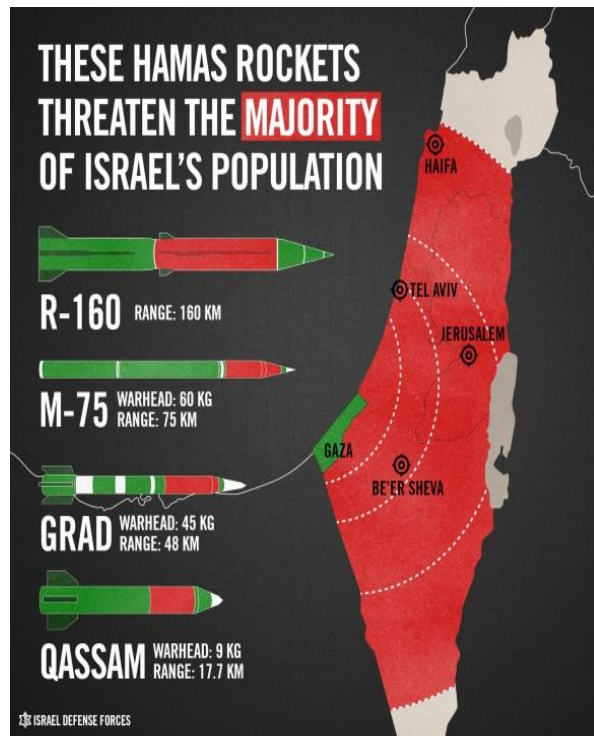 THESE HAMAS ROCKETS
THREATEN THE MAJORITY
OF ISRAEL'S POPULATION
R-160 RANGE: 160 KM
M-75 WARHEAD: 60 KG
RANGE: 75 KM
GRAD WARHEAD: 45 KG
RANGE: 48 KM
QASSAM WARHEAD: 9 KG
RANGE: 17.7 KM
HAIFA
TEL AVIV
JERUSALEM
GAZA
BE'ER SHEVA
ISRAEL DEFENSE FORCES